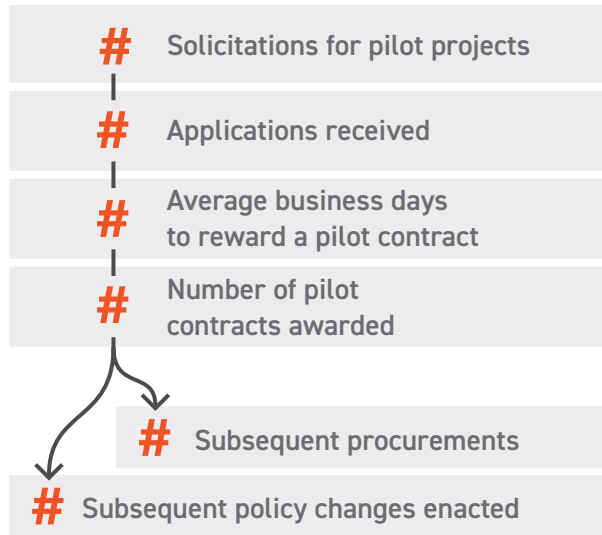 # Solicitations for pilot projects
# Applications received
# Average business days
to reward a pilot contract
# Number of pilot
contracts awarded
# Subsequent procurements
# Subsequent policy changes enacted